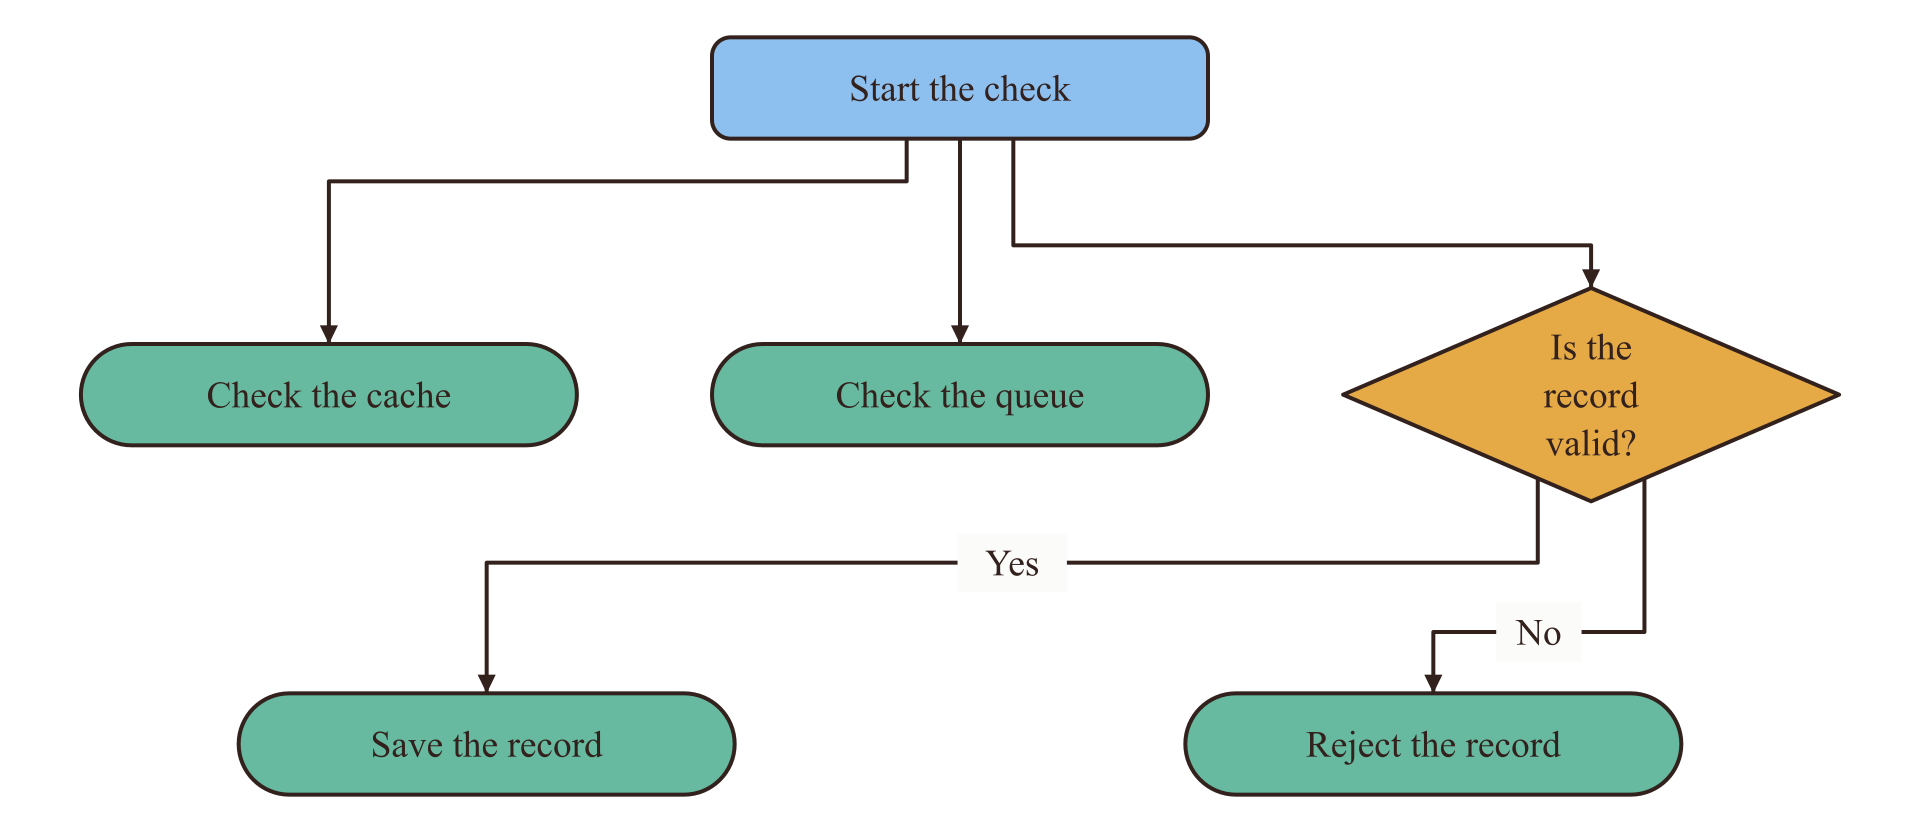 Start the check
Check the cache
Check the queue
Is the
record
valid?
Yes
No
Save the record
Reject the record